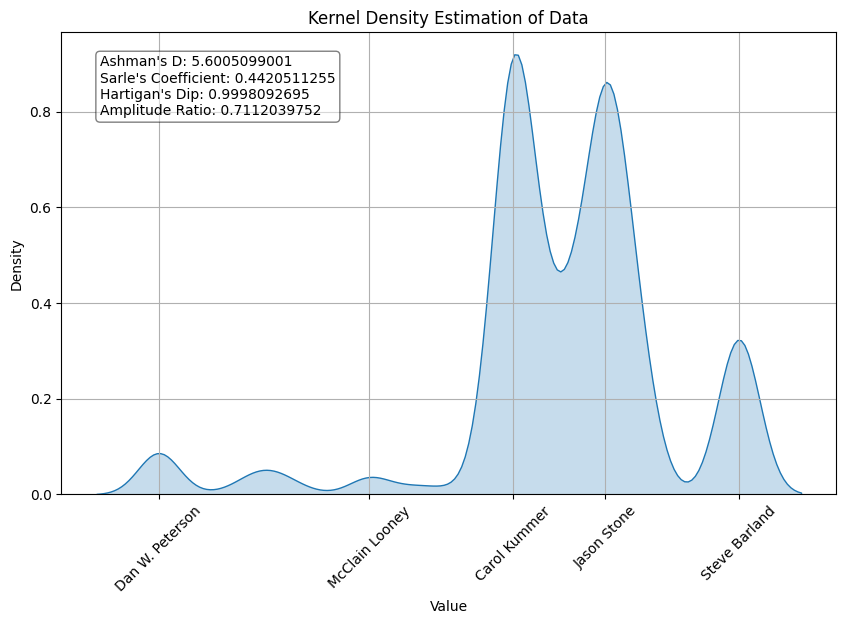 Kernel Density Estimation of Data
Ashman's D: 5.6005099001
Sarle's Coefficient: 0.4420511255
Hartigan's Dip: 0.9998092695
Amplitude Ratio: 0.7112039752
Density
0.8
0.6
0.4
0.2
0.0
Dan W. Peterson
McClain Looney
Carol Kummer
Jason Stone
Steve Barland
Value